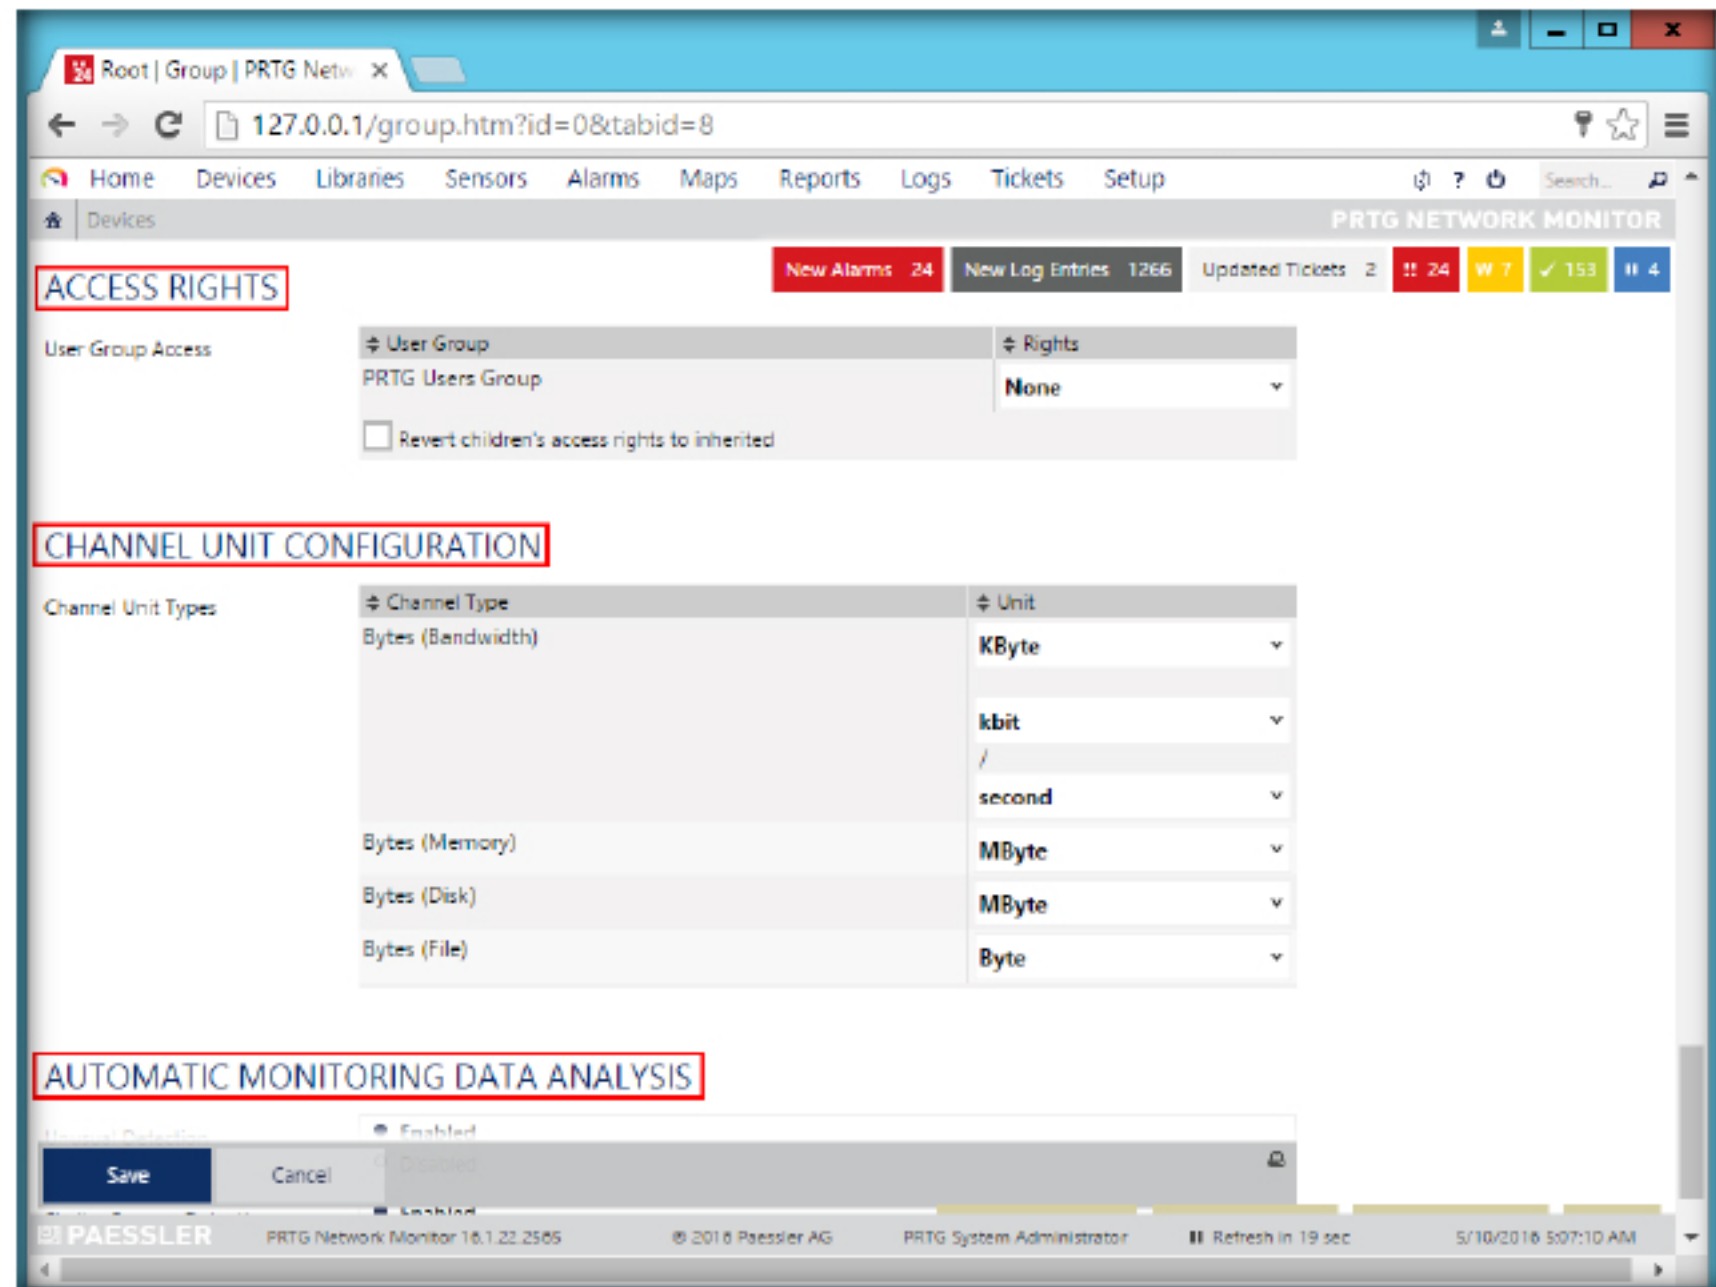 Root | Group | PRTG Netw
127.0.0.1/group.htm?id=0&tabid=8
Home Devices Libraries Sensors Alarms Maps Reports Logs Tickets Setup ? Search...
Devices PRTG NETWORK MONITOR
New Alarms 24 New Log Entries 1266 Updated Tickets 2 !! 24 W 7 ✓ 153 II 4
ACCESS RIGHTS
User Group Access
User Group Rights
PRTG Users Group None
Revert children's access rights to inherited
CHANNEL UNIT CONFIGURATION
Channel Unit Types
Channel Type Unit
Bytes (Bandwidth) KByte
kbit
/
second
Bytes (Memory) MByte
Bytes (Disk) MByte
Bytes (File) Byte
AUTOMATIC MONITORING DATA ANALYSIS
Unusual Detection Enabled
Disabled
Save Cancel
Enabled
PAESSLER PRTG Network Monitor 16.1.22.2565 © 2016 Paessler AG PRTG System Administrator II Refresh in 19 sec 5/10/2016 5:07:10 AM